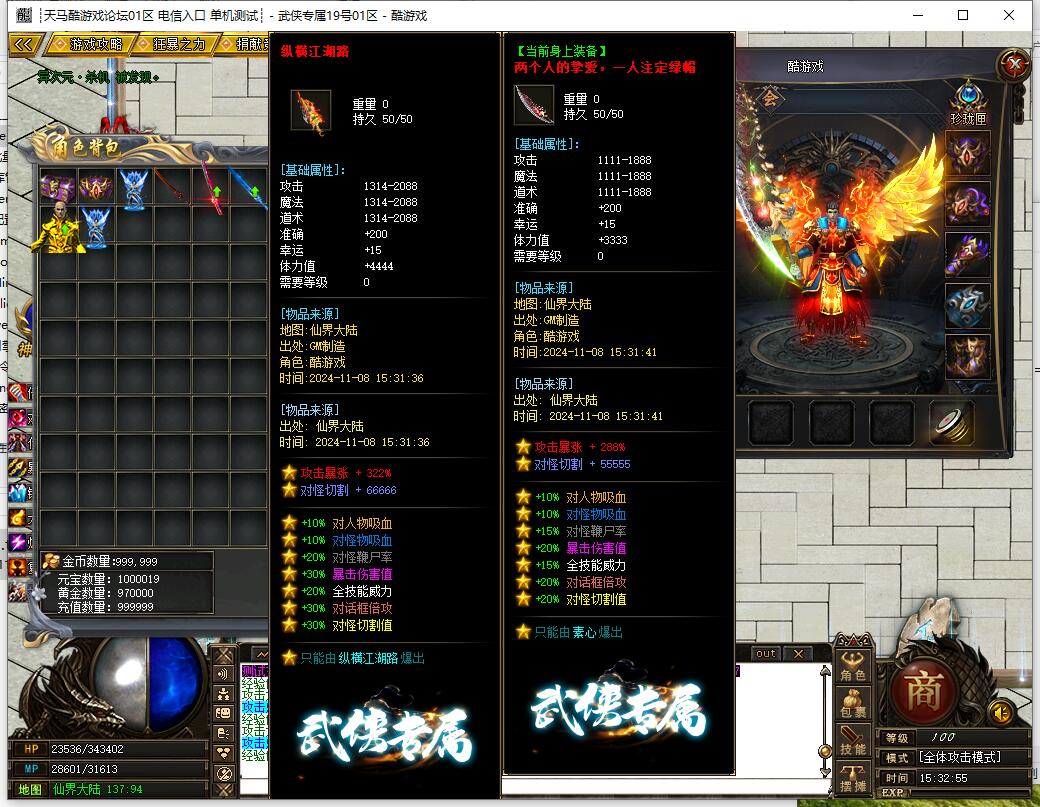 天马酷游戏论坛01区 电信入口 单机测试 - 武侠专属19号01区 - 酷游戏
游戏攻略
狂暴之力
捐献
异次元·杀机 被发现。
角色背包
神
金币数量:999,999
元宝数量: 1000019
黄金数量: 970000
充值数量: 999999
纵横江湖路
重量 0
持久 50/50
[基础属性]:
攻击 1314-2088
魔法 1314-2088
道术 1314-2088
准确 +200
幸运 +15
体力值 +4444
需要等级 0
[物品来源]
地图:仙界大陆
出处:GM制造
角色:酷游戏
时间:2024-11-08 15:31:36
[物品来源]
出处: 仙界大陆
时间: 2024-11-08 15:31:36
攻击暴涨 + 322%
对怪切割 + 66666
+10% 对人物吸血
+10% 对怪物吸血
+20% 对怪鞭尸率
+30% 暴击伤害值
+20% 全技能威力
+30% 对话框倍攻
+30% 对怪切割值
只能由 纵横江湖路 爆出
武侠专属
【当前身上装备】
两个人的挚爱，一人注定绿帽
重量 0
持久 50/50
[基础属性]:
攻击 1111-1888
魔法 1111-1888
道术 1111-1888
准确 +200
幸运 +15
体力值 +3333
需要等级 0
[物品来源]
地图:仙界大陆
出处:GM制造
角色:酷游戏
时间:2024-11-08 15:31:41
[物品来源]
出处: 仙界大陆
时间: 2024-11-08 15:31:41
攻击暴涨 + 288%
对怪切割 + 55555
+10% 对人物吸血
+10% 对怪物吸血
+15% 对怪鞭尸率
+20% 暴击伤害值
+15% 全技能威力
+20% 对话框倍攻
+20% 对怪切割值
只能由 素心 爆出
武侠专属
酷游戏
会
珍珑匣
out
角色
包裹
技能
摆摊
商
等级 100
模式 [全体攻击模式]
时间 15:32:55
EXP
HP 23536/343402
MP 28601/31613
地图 仙界大陆 137:94